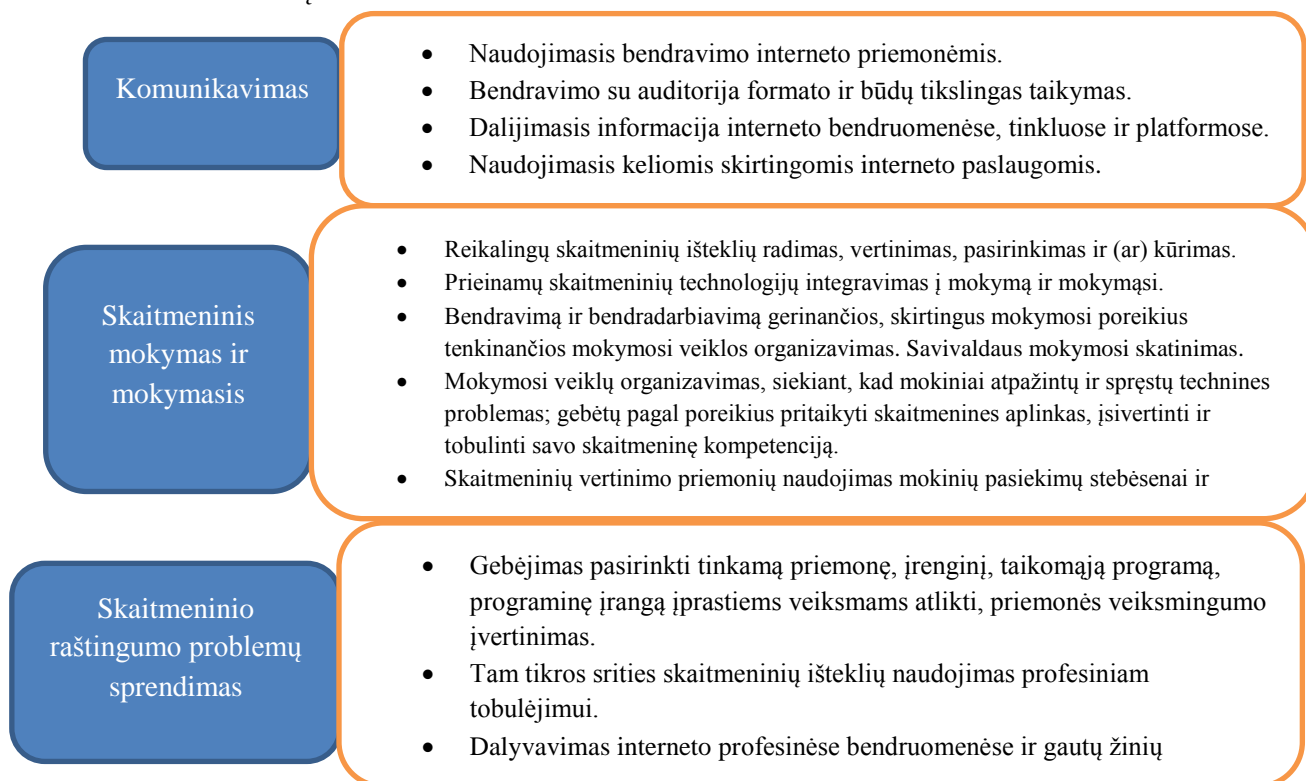 Komunikavimas
• Naudojimasis bendravimo interneto priemonėmis.
• Bendravimo su auditorija formato ir būdų tikslingas taikymas.
• Dalijimasis informacija interneto bendruomenėse, tinkluose ir platformose.
• Naudojimasis keliomis skirtingomis interneto paslaugomis.
Skaitmeninis
mokymas ir
mokymasis
• Reikalingų skaitmeninių išteklių radimas, vertinimas, pasirinkimas ir (ar) kūrimas.
• Prieinamų skaitmeninių technologijų integravimas į mokymą ir mokymąsi.
• Bendravimą ir bendradarbiavimą gerinančios, skirtingus mokymosi poreikius
tenkinančios mokymosi veiklos organizavimas. Savivaldaus mokymosi skatinimas.
• Mokymosi veiklų organizavimas, siekiant, kad mokiniai atpažintų ir spręstų technines
problemas; gebėtų pagal poreikius pritaikyti skaitmenines aplinkas, įsivertinti ir
tobulinti savo skaitmeninę kompetenciją.
• Skaitmeninių vertinimo priemonių naudojimas mokinių pasiekimų stebėsenai ir
Skaitmeninio
raštingumo problemų
sprendimas
• Gebėjimas pasirinkti tinkamą priemonę, įrenginį, taikomąją programą,
programinę įrangą įprastiems veiksmams atlikti, priemonės veiksmingumo
įvertinimas.
• Tam tikros srities skaitmeninių išteklių naudojimas profesiniam
tobulėjimui.
• Dalyvavimas interneto profesinėse bendruomenėse ir gautų žinių